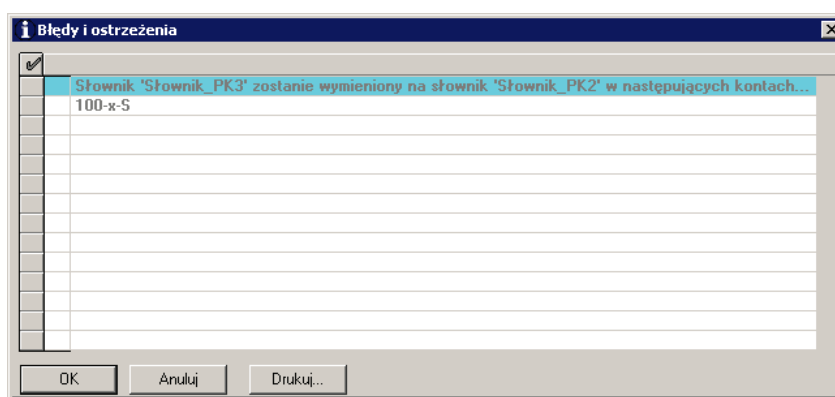 Błędy i ostrzeżenia
Słownik 'Słownik_PK3' zostanie wymieniony na słownik 'Słownik_PK2' w następujących kontach...
100-x-S
OK Anuluj Drukuj...